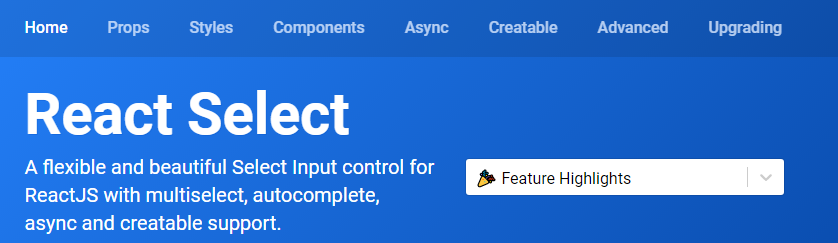 Home Props Styles Components Async Creatable Advanced Upgrading
React Select
A flexible and beautiful Select Input control for
ReactJS with multiselect, autocomplete,
async and creatable support.
Feature Highlights